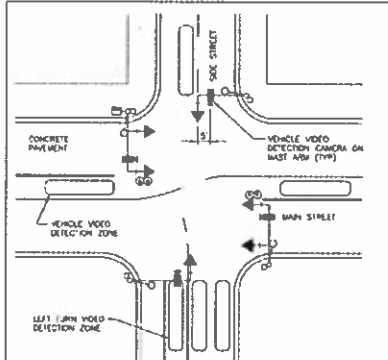 SIDE STREET
CONCRETE
PAVEMENT
5'
VEHICLE VIDEO
DETECTION CAMERA ON
MAST ARM (TYP)
VEHICLE VIDEO
DETECTION ZONE
MAIN STREET
LEFT TURN VIDEO
DETECTION ZONE